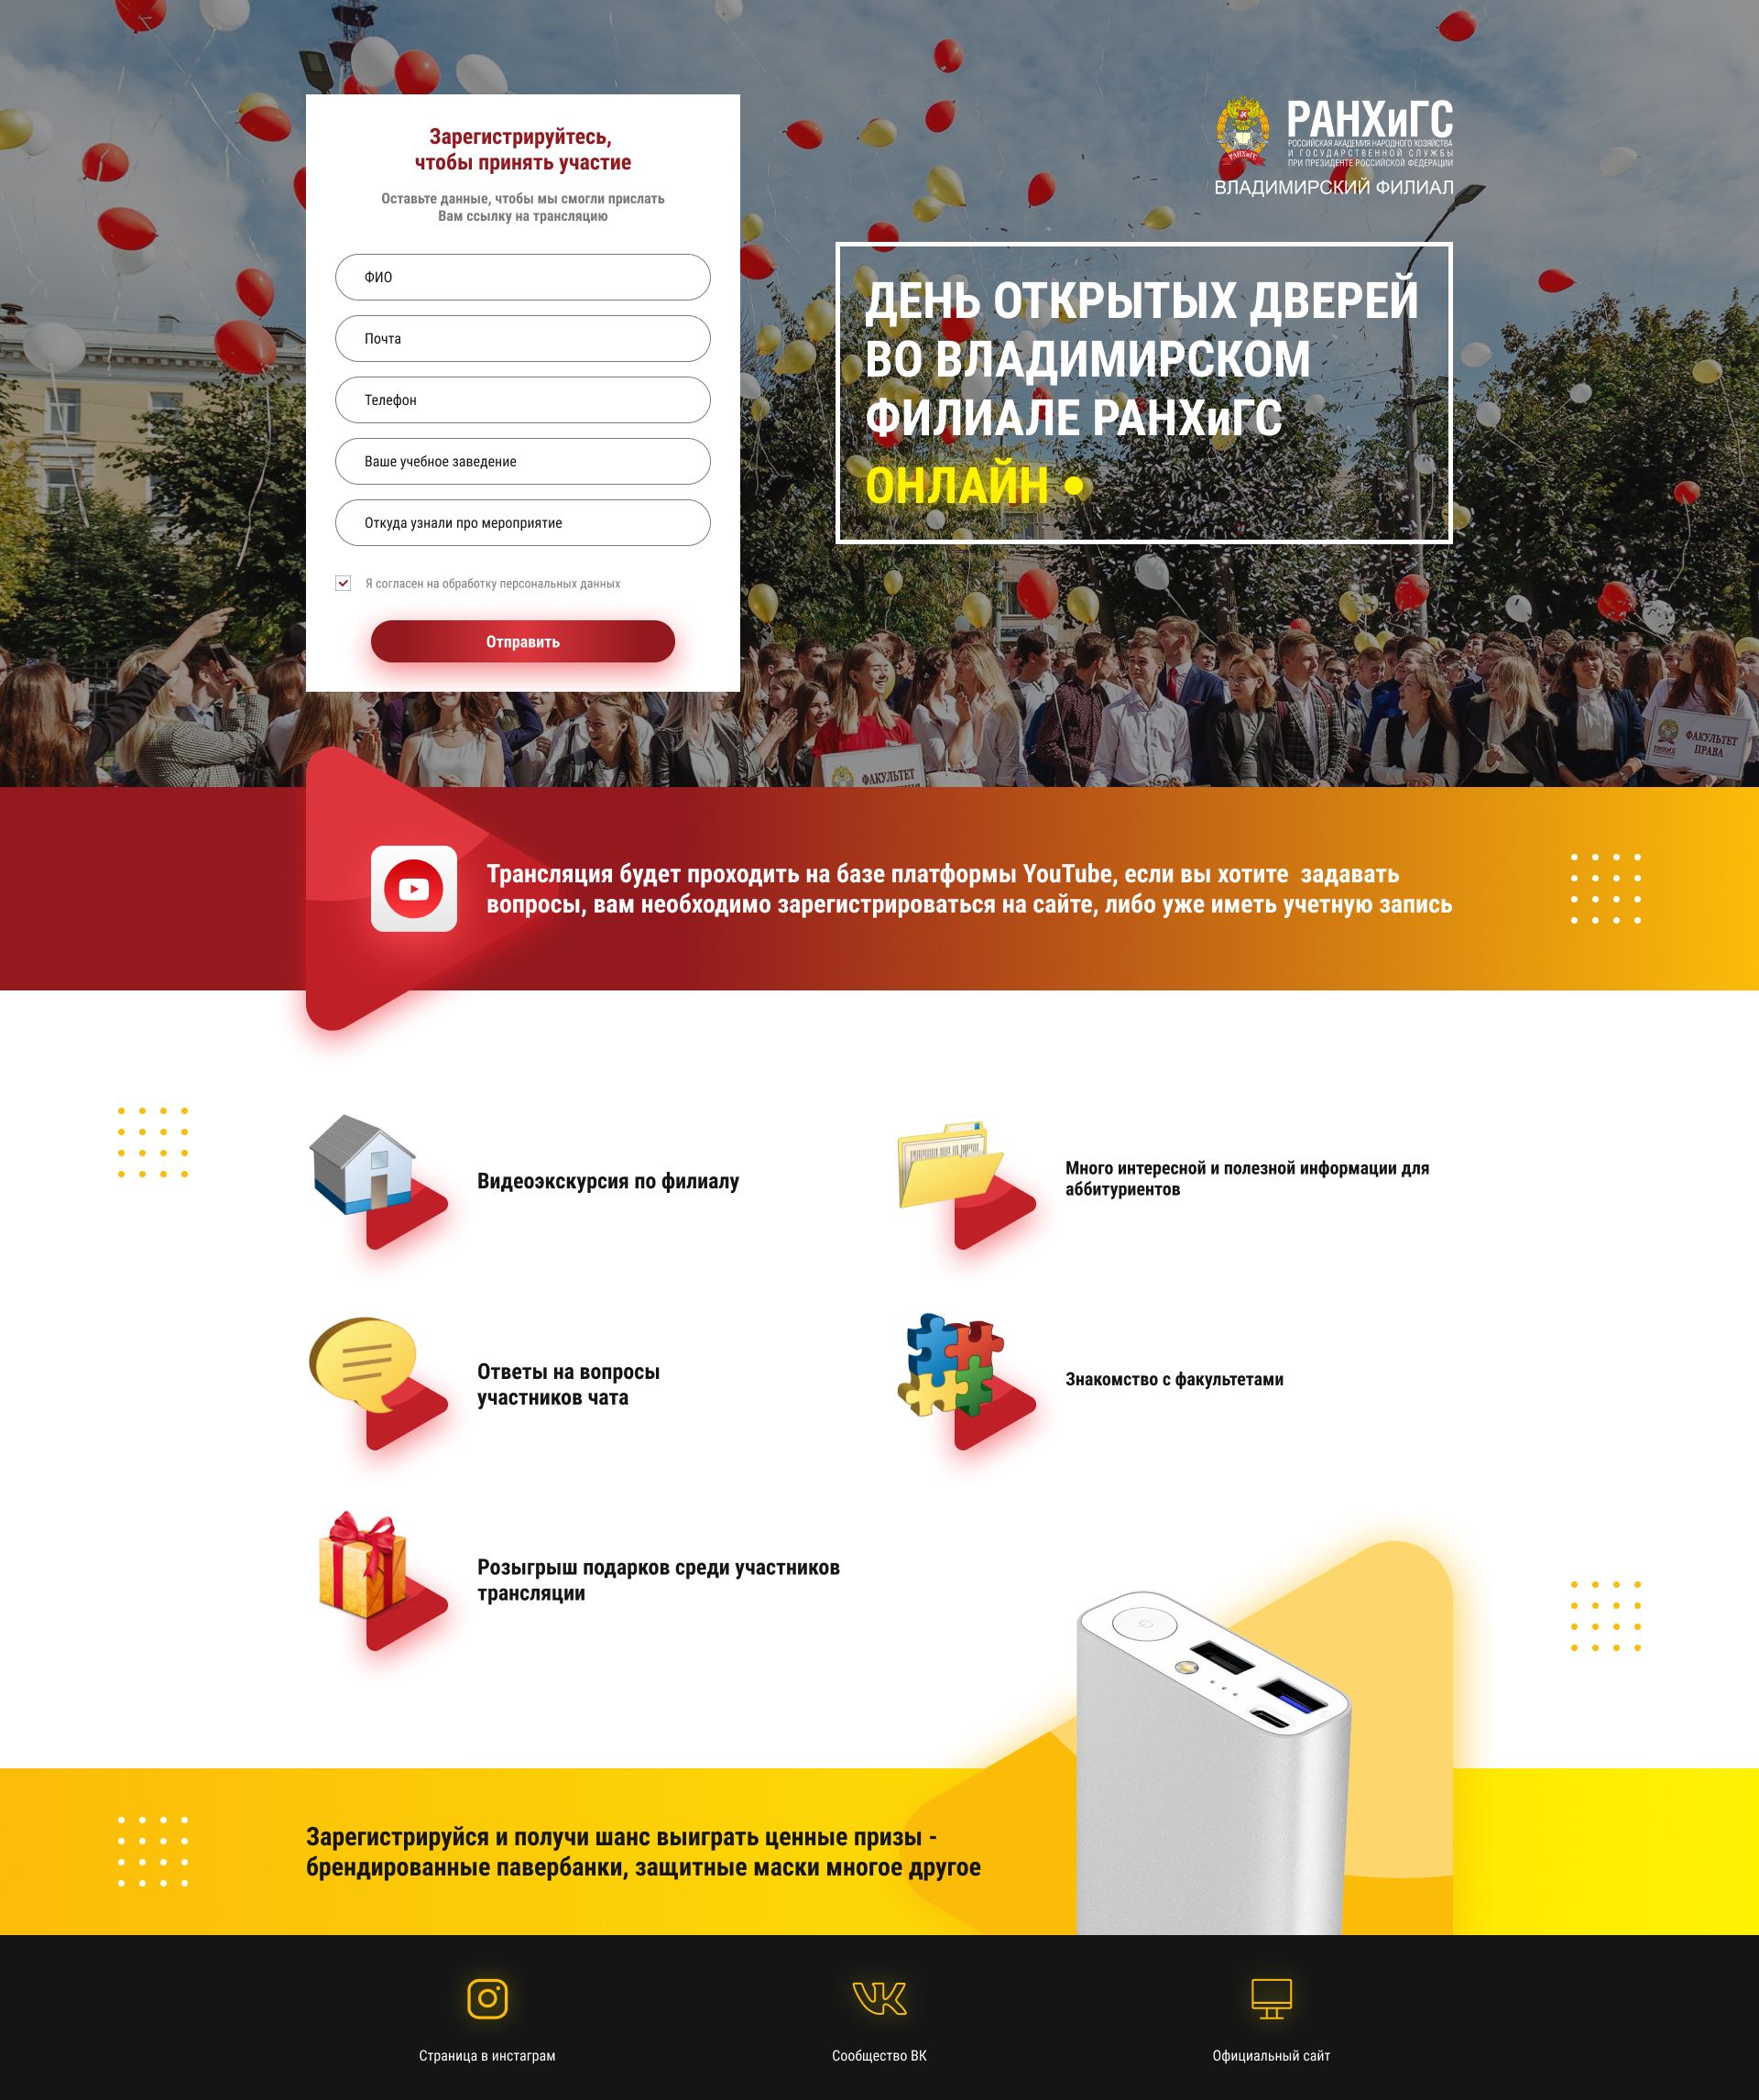 Зарегистрируйтесь,
чтобы принять участие
Оставьте данные, чтобы мы смогли прислать
Вам ссылку на трансляцию
ФИО
Почта
Телефон
Ваше учебное заведение
Откуда узнали про мероприятие
Я согласен на обработку персональных данных
Отправить
РАНХиГС
РАНХиГС
РОССИЙСКАЯ АКАДЕМИЯ НАРОДНОГО ХОЗЯЙСТВА
И ГОСУДАРСТВЕННОЙ СЛУЖБЫ
ПРИ ПРЕЗИДЕНТЕ РОССИЙСКОЙ ФЕДЕРАЦИИ
ВЛАДИМИРСКИЙ ФИЛИАЛ
ДЕНЬ ОТКРЫТЫХ ДВЕРЕЙ
ВО ВЛАДИМИРСКОМ
ФИЛИАЛЕ РАНХиГС
ОНЛАЙН •
ФАКУЛЬТЕТ
РАНХиГС
ФАКУЛЬТЕТ
ПРАВА
Трансляция будет проходить на базе платформы YouTube, если вы хотите задавать
вопросы, вам необходимо зарегистрироваться на сайте, либо уже иметь учетную запись
Видеоэкскурсия по филиалу
Много интересной и полезной информации для
аббитуриентов
Ответы на вопросы
участников чата
Знакомство с факультетами
Розыгрыш подарков среди участников
трансляции
Зарегистрируйся и получи шанс выиграть ценные призы -
брендированные павербанки, защитные маски многое другое
Страница в инстаграм
Сообщество ВК
Официальный сайт